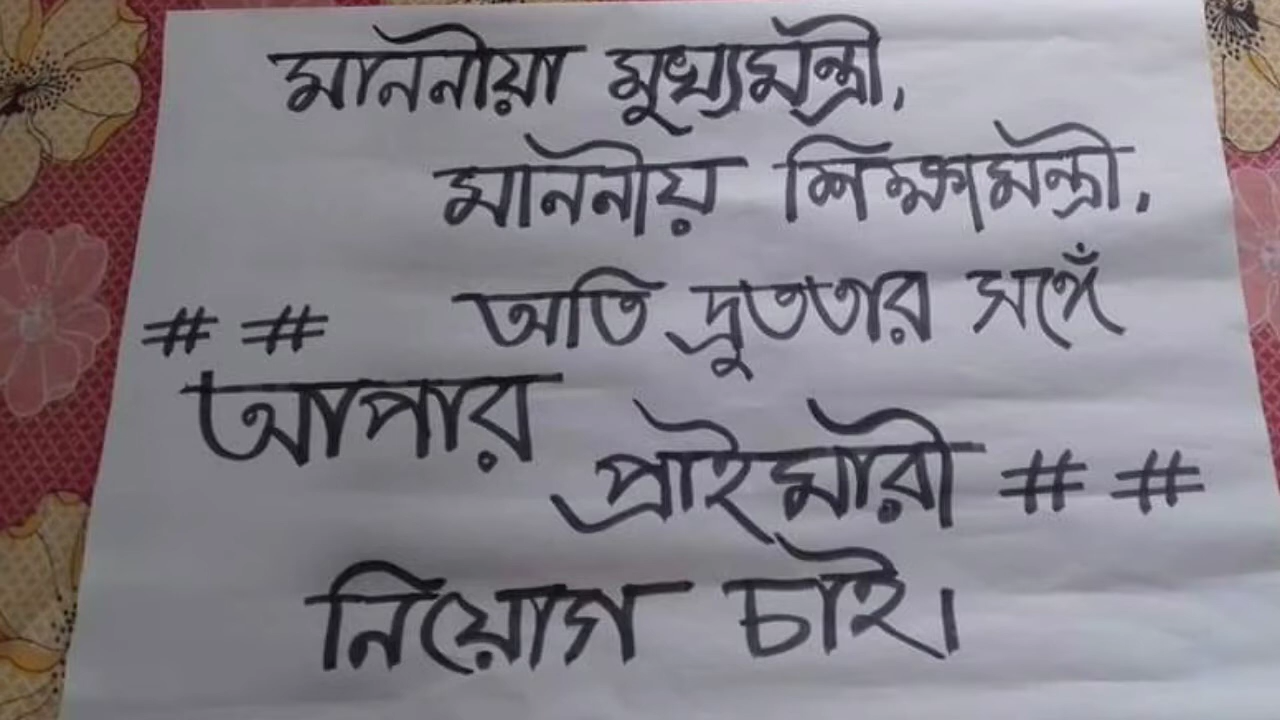 মাননীয়া মুখ্যমন্ত্রী,
মাননীয় শিক্ষামন্ত্রী,
অতি দ্রুততার সঙ্গেঁ
# # আপার প্রাইমারী # #
নিয়োগ চাই।